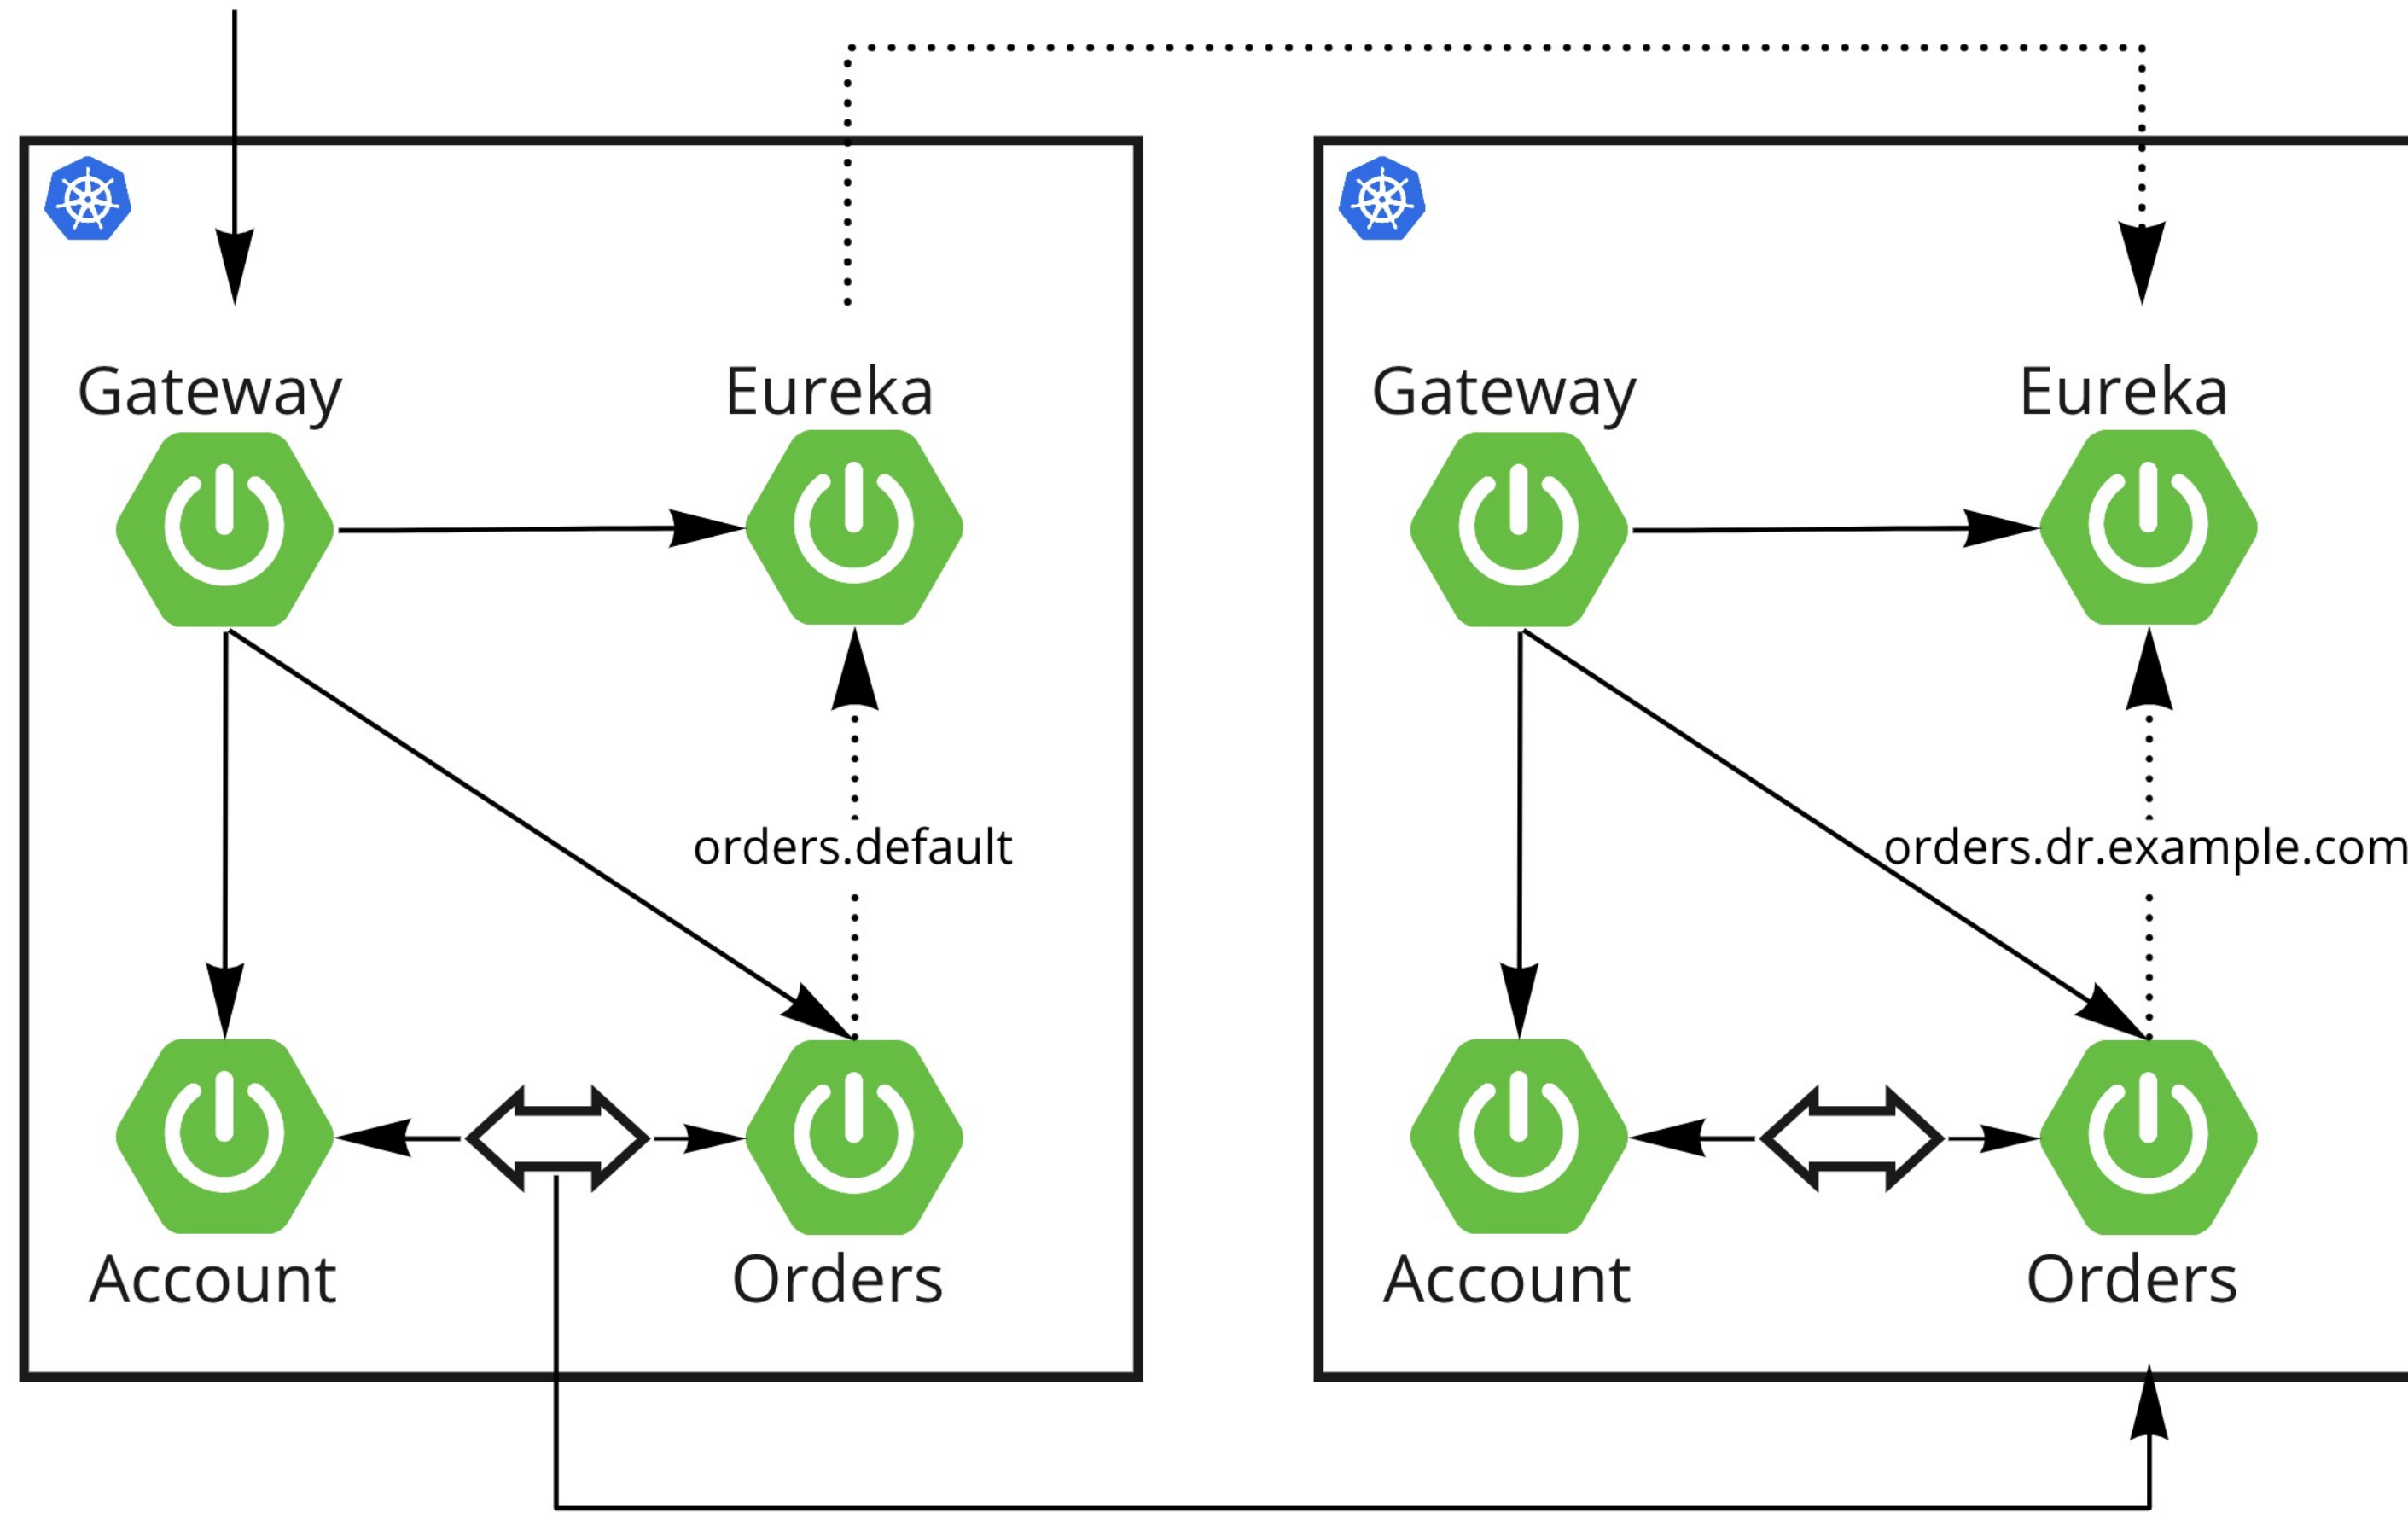 Gateway
Eureka
Gateway
Eureka
orders.default
orders.dr.example.com
Account
Orders
Account
Orders